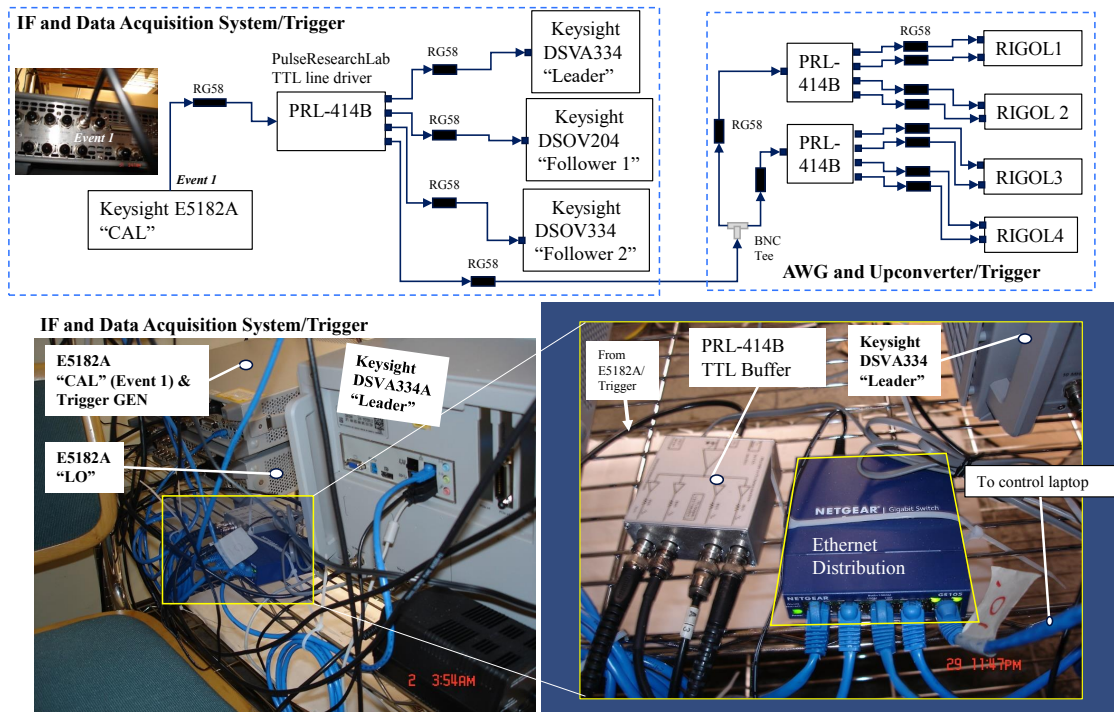 IF and Data Acquisition System/Trigger
Event 1
RG58
Event 1
Keysight E5182A
“CAL”
PulseResearchLab
TTL line driver
PRL-414B
RG58
RG58
RG58
RG58
Keysight
DSVA334
“Leader”
Keysight
DSOV204
“Follower 1”
Keysight
DSOV334
“Follower 2”
RG58
PRL-
414B
PRL-
414B
BNC
Tee
RG58
RIGOL1
RIGOL 2
RIGOL3
RIGOL4
AWG and Upconverter/Trigger
IF and Data Acquisition System/Trigger
E5182A
“CAL” (Event 1) &
Trigger GEN
E5182A
“LO”
Keysight
DSVA334A
“Leader”
2 3:54AM
From
E5182A/
Trigger
PRL-414B
TTL Buffer
Keysight
DSVA334
“Leader”
To control laptop
NETGEAR | Gigabit Switch
Ethernet
Distribution
NETGEAR
GS105
A 3
29 11:47PM